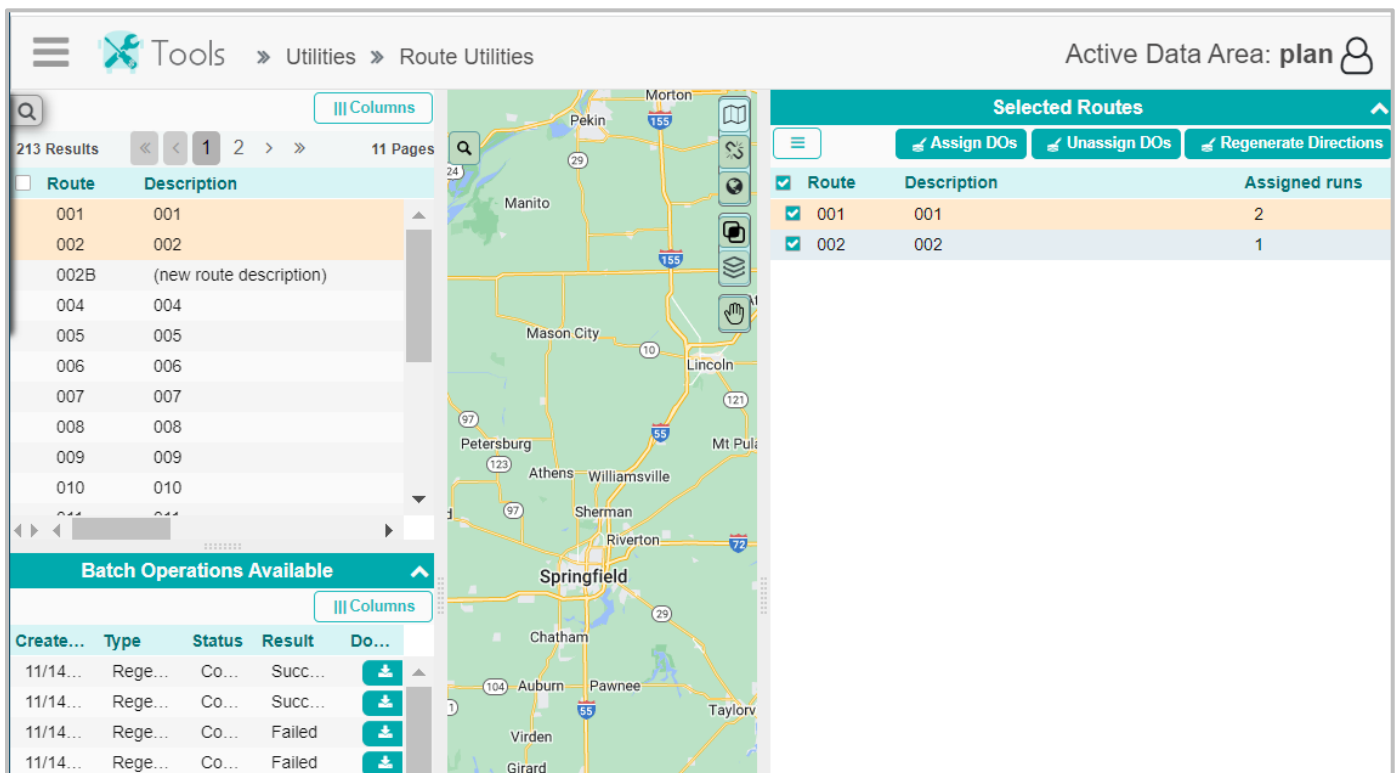 Tools » Utilities » Route Utilities
Active Data Area: plan
Columns
213 Results « < 1 2 > » 11 Pages
Route Description
001 001
002 002
002B (new route description)
004 004
005 005
006 006
007 007
008 008
009 009
010 010
011 011
Batch Operations Available
Columns
Create... Type Status Result Do...
11/14... Rege... Co... Succ...
11/14... Rege... Co... Succ...
11/14... Rege... Co... Failed
11/14... Rege... Co... Failed
Morton
Pekin
155
29
24
Manito
155
Mason City
10
Lincoln
121
97
55
Petersburg
Mt Pula
123
Athens
Williamsville
97
Sherman
Riverton
72
Springfield
29
Chatham
104
Auburn
Pawnee
55
Taylorv
Virden
Girard
Selected Routes
Assign DOs Unassign DOs Regenerate Directions
Route Description Assigned runs
001 001 2
002 002 1